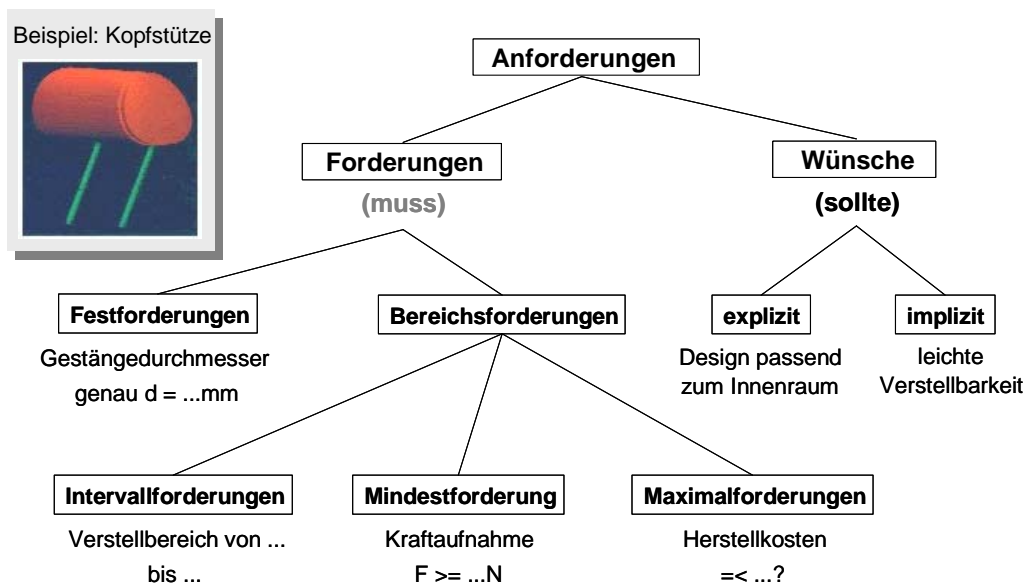 Beispiel: Kopfstütze
Anforderungen
Forderungen
(muss)
Wünsche
(sollte)
Festforderungen
Gestängedurchmesser
genau d = ...mm
Bereichsforderungen
explizit
Design passend
zum Innenraum
implizit
leichte
Verstellbarkeit
Intervallforderungen
Verstellbereich von ...
bis ...
Mindestforderung
Kraftaufnahme
F >= ...N
Maximalforderungen
Herstellkosten
=< ...?